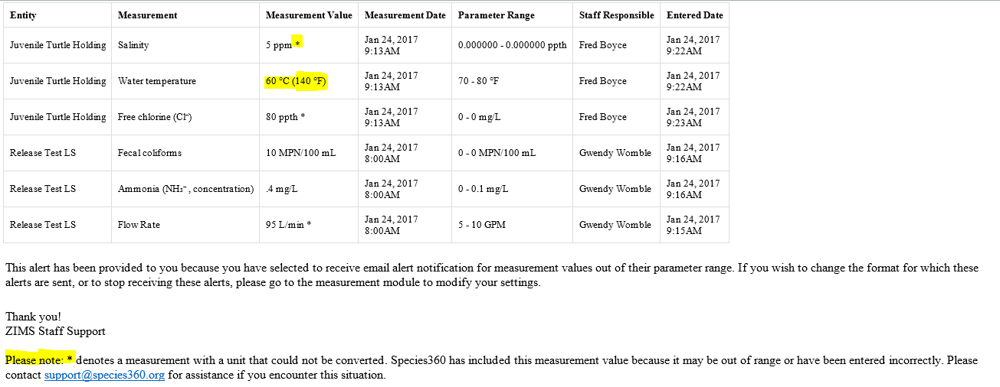 Entity Measurement Measurement Value Measurement Date Parameter Range Staff Responsible Entered Date
Juvenile Turtle Holding Salinity 5 ppm * Jan 24, 2017 9:13AM 0.000000 - 0.000000 ppth Fred Boyce Jan 24, 2017 9:22AM
Juvenile Turtle Holding Water temperature 60 °C (140 °F) Jan 24, 2017 9:13AM 70 - 80 °F Fred Boyce Jan 24, 2017 9:22AM
Juvenile Turtle Holding Free chlorine (Cl⁻) 80 ppth * Jan 24, 2017 9:13AM 0 - 0 mg/L Fred Boyce Jan 24, 2017 9:23AM
Release Test LS Fecal coliforms 10 MPN/100 mL Jan 24, 2017 8:00AM 0 - 0 MPN/100 mL Gwendy Womble Jan 24, 2017 9:16AM
Release Test LS Ammonia (NH₃⁻, concentration) .4 mg/L Jan 24, 2017 8:00AM 0 - 0.1 mg/L Gwendy Womble Jan 24, 2017 9:16AM
Release Test LS Flow Rate 95 L/min * Jan 24, 2017 8:00AM 5 - 10 GPM Gwendy Womble Jan 24, 2017 9:15AM
This alert has been provided to you because you have selected to receive email alert notification for measurement values out of their parameter range. If you wish to change the format for which these
alerts are sent, or to stop receiving these alerts, please go to the measurement module to modify your settings.
Thank you!
ZIMS Staff Support
Please note: * denotes a measurement with a unit that could not be converted. Species360 has included this measurement value because it may be out of range or have been entered incorrectly. Please
contact support@species360.org for assistance if you encounter this situation.